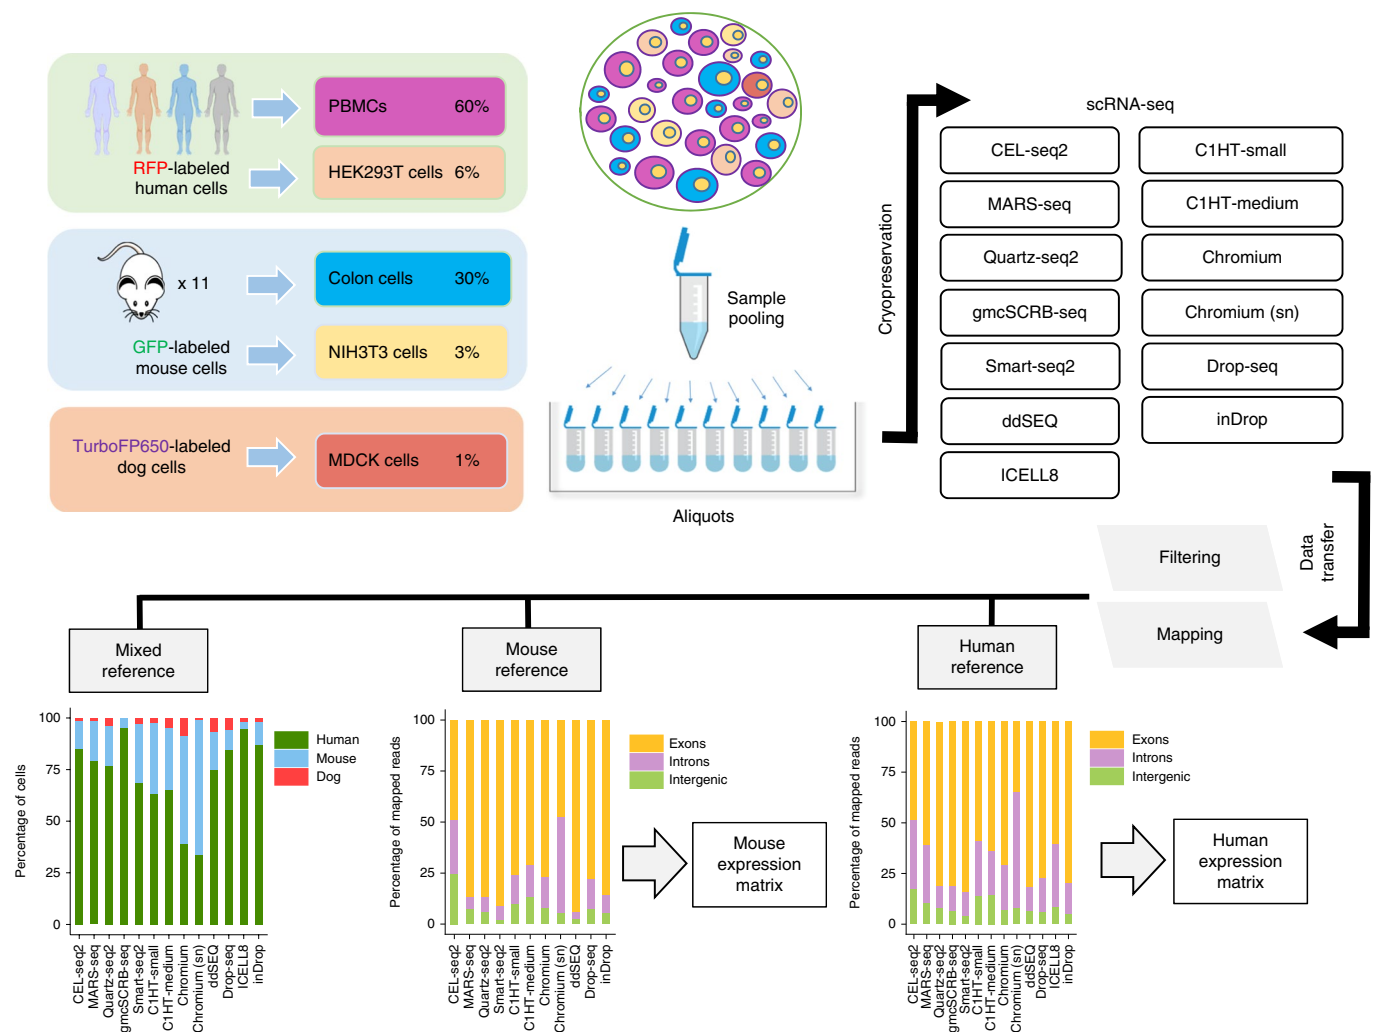 PBMCs 60%
RFP-labeled
human cells
HEK293T cells 6%
x 11
Colon cells 30%
GFP-labeled
mouse cells
NIH3T3 cells 3%
TurboFP650-labeled
dog cells
MDCK cells 1%
Sample
pooling
Aliquots
Cryopreservation
scRNA-seq
CEL-seq2
C1HT-small
MARS-seq
C1HT-medium
Quartz-seq2
Chromium
gmcSCRB-seq
Chromium (sn)
Smart-seq2
Drop-seq
ddSEQ
inDrop
ICELL8
Data
transfer
Filtering
Mapping
Mixed
reference
Mouse
reference
Human
reference
Percentage of cells
100
75
50
25
0
Human
Mouse
Dog
CEL-seq2
MARS-seq
Quartz-seq2
gmcSCRB-seq
Smart-seq2
C1HT-small
C1HT-medium
Chromium
Chromium (sn)
ddSEQ
Drop-seq
ICELL8
inDrop
Percentage of mapped reads
100
75
50
25
0
Exons
Introns
Intergenic
CEL-seq2
MARS-seq
Quartz-seq2
Smart-seq2
C1HT-small
C1HT-medium
Chromium
Chromium (sn)
ddSEQ
Drop-seq
inDrop
Mouse
expression
matrix
Percentage of mapped reads
100
75
50
25
0
Exons
Introns
Intergenic
CEL-seq2
MARS-seq
Quartz-seq2
gmcSCRB-seq
Smart-seq2
C1HT-small
C1HT-medium
Chromium
Chromium (sn)
ddSEQ
Drop-seq
ICELL8
inDrop
Human
expression
matrix